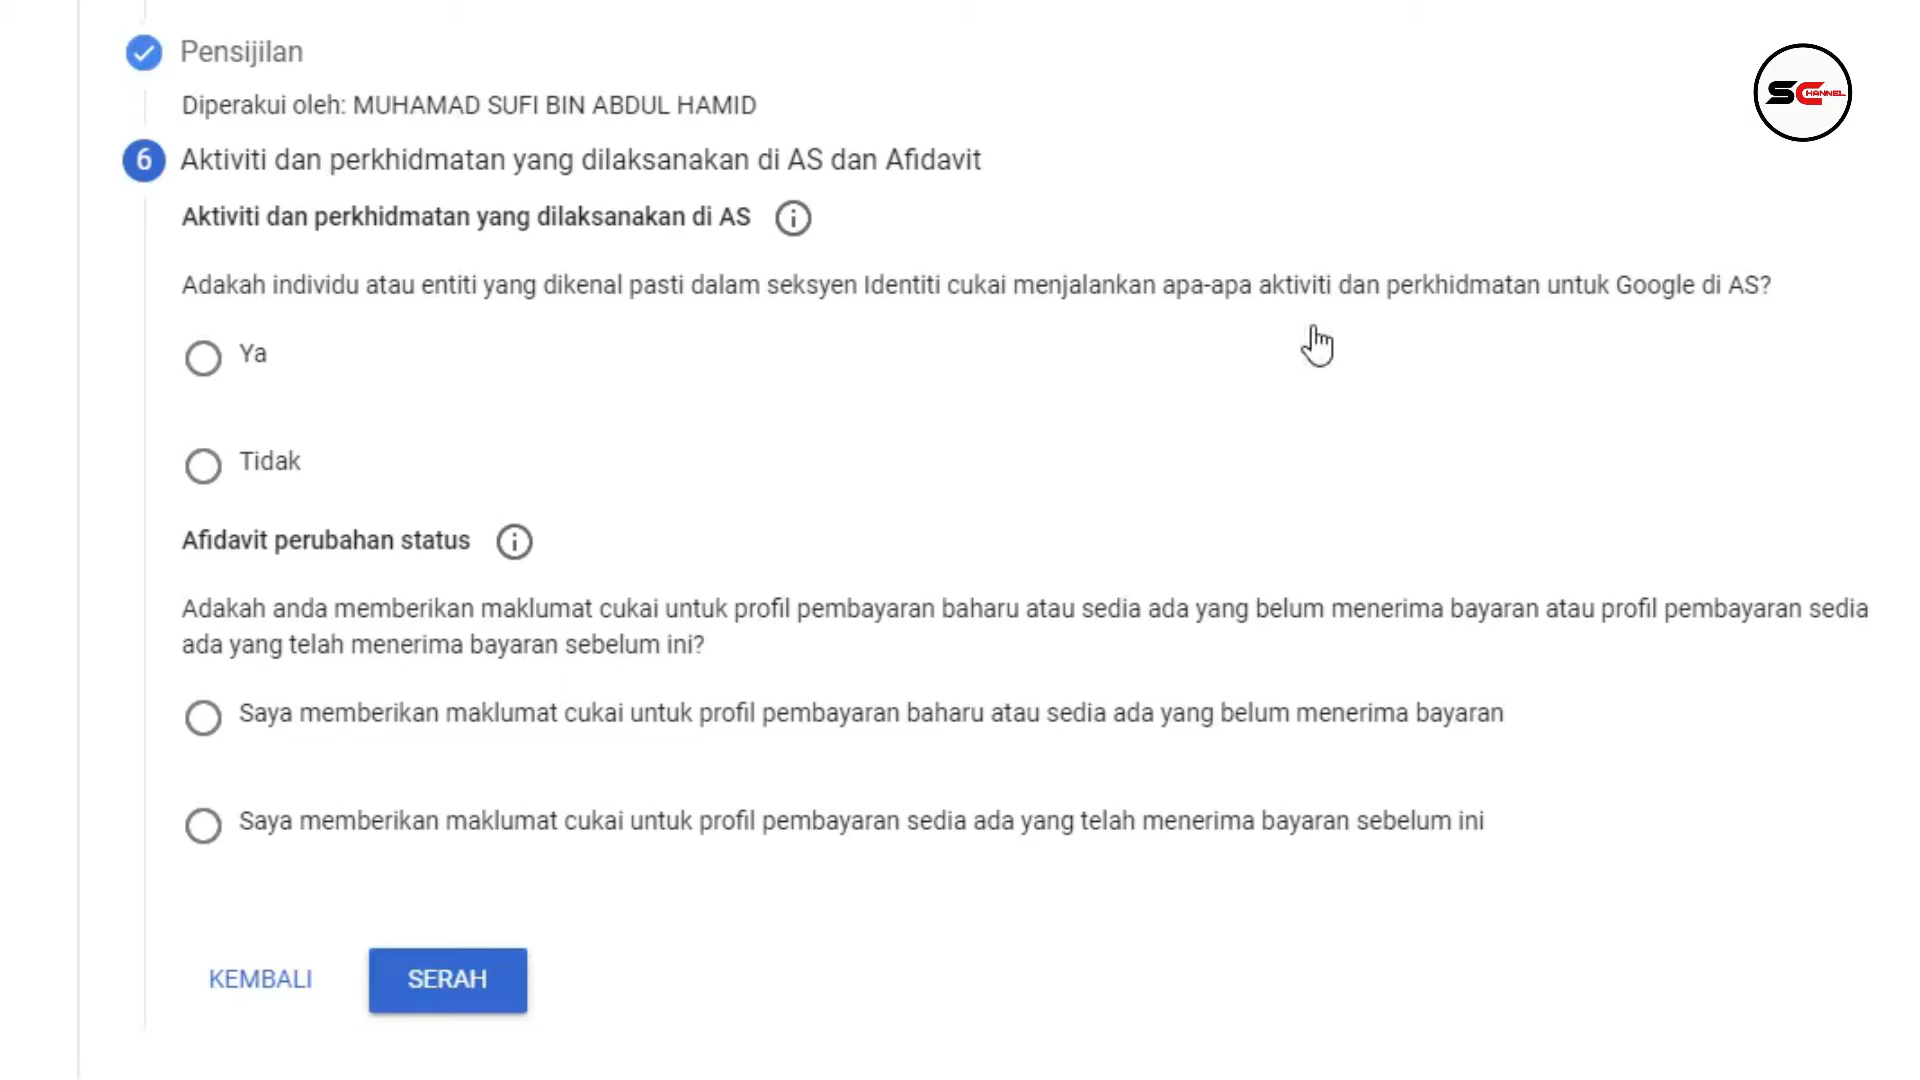 Pensijilan
SCHANNEL
Diperakui oleh: MUHAMAD SUFI BIN ABDUL HAMID
6 Aktiviti dan perkhidmatan yang dilaksanakan di AS dan Afidavit
Aktiviti dan perkhidmatan yang dilaksanakan di AS
Adakah individu atau entiti yang dikenal pasti dalam seksyen Identiti cukai menjalankan apa-apa aktiviti dan perkhidmatan untuk Google di AS?
Ya
Tidak
Afidavit perubahan status
Adakah anda memberikan maklumat cukai untuk profil pembayaran baharu atau sedia ada yang belum menerima bayaran atau profil pembayaran sedia
ada yang telah menerima bayaran sebelum ini?
Saya memberikan maklumat cukai untuk profil pembayaran baharu atau sedia ada yang belum menerima bayaran
Saya memberikan maklumat cukai untuk profil pembayaran sedia ada yang telah menerima bayaran sebelum ini
KEMBALI SERAH